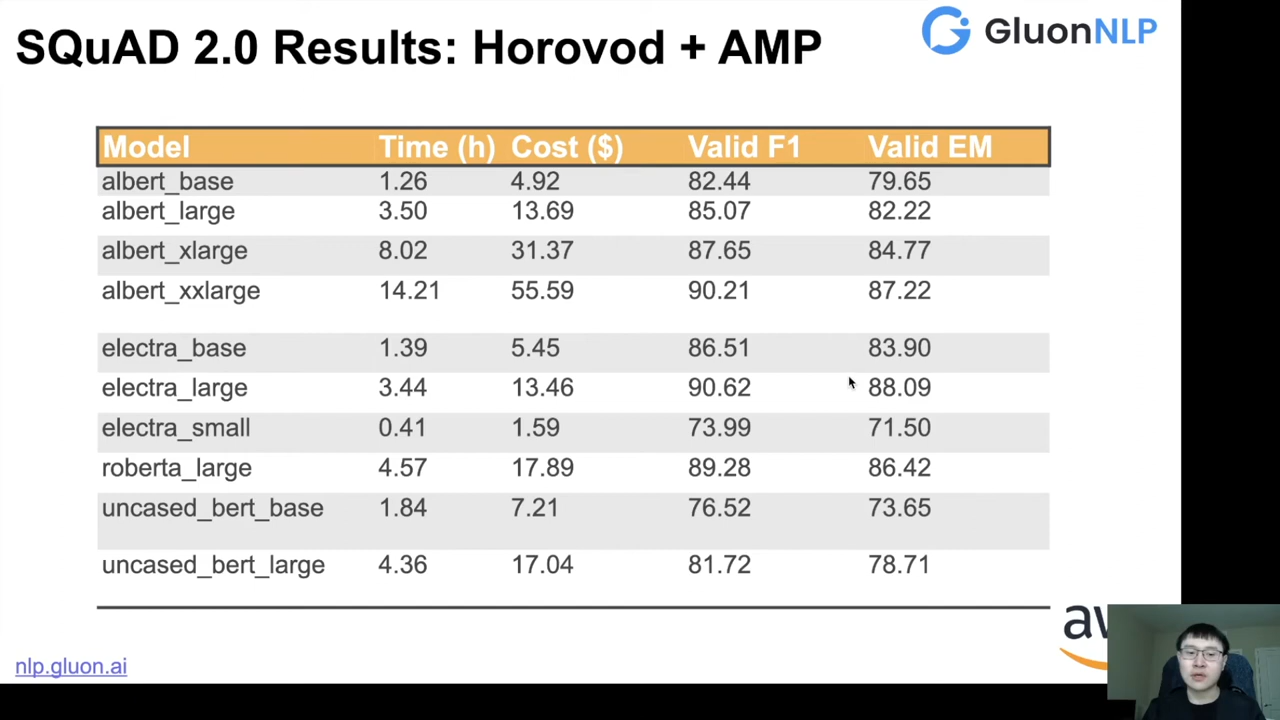 SQuAD 2.0 Results: Horovod + AMP
GluonNLP
Model Time (h) Cost ($) Valid F1 Valid EM
albert_base 1.26 4.92 82.44 79.65
albert_large 3.50 13.69 85.07 82.22
albert_xlarge 8.02 31.37 87.65 84.77
albert_xxlarge 14.21 55.59 90.21 87.22
electra_base 1.39 5.45 86.51 83.90
electra_large 3.44 13.46 90.62 88.09
electra_small 0.41 1.59 73.99 71.50
roberta_large 4.57 17.89 89.28 86.42
uncased_bert_base 1.84 7.21 76.52 73.65
uncased_bert_large 4.36 17.04 81.72 78.71
nlp.gluon.ai